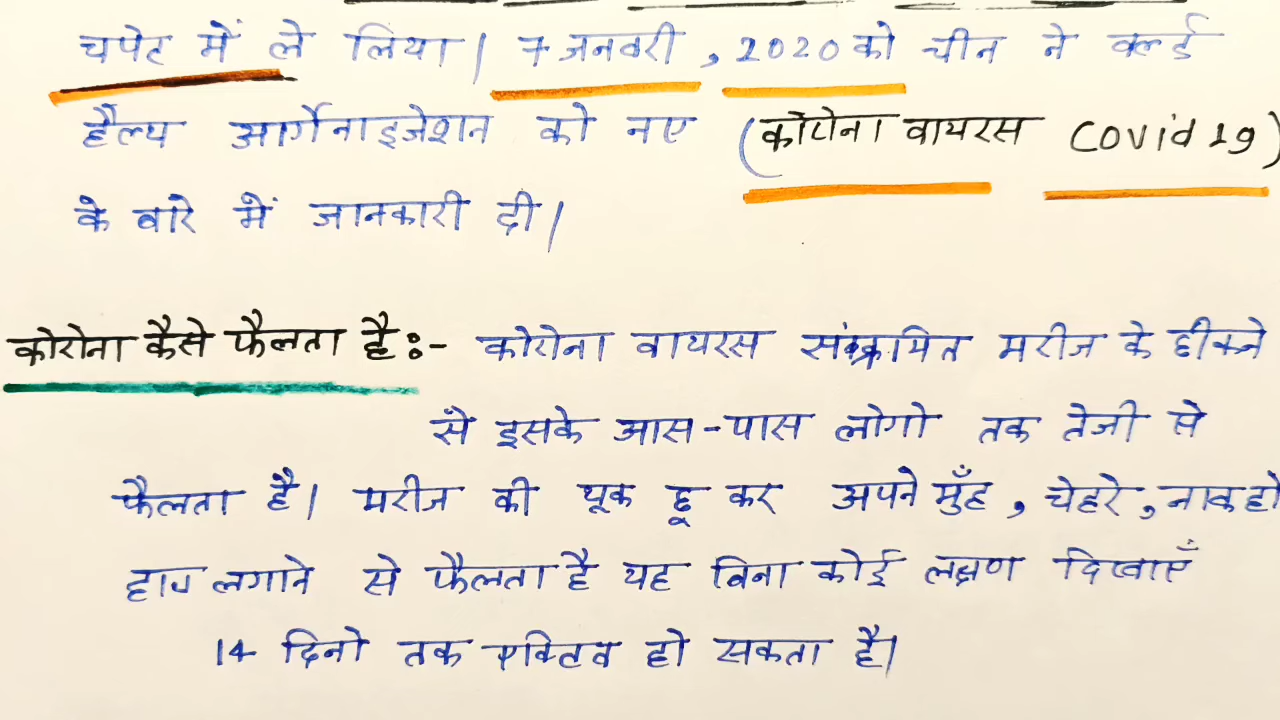 चपेट में ले लिया। 7 जनवरी, 2020 को चीन ने वर्ल्ड
हैल्थ आर्गेनाइजेशन को नए (कोरोना वायरस Covid 19)
के बारे में जानकारी दी।
कोरोना कैसे फैलता है:- कोरोना वायरस संक्रमित मरीज के छीकने
से इसके आस-पास लोगो तक तेजी से
फैलता है। मरीज की थूक छू कर अपने मुँह, चेहरे, नाक
हाथ लगाने से फैलता है यह बिना कोई लक्षण दिखाएँ
14 दिनो तक एक्टिव हो सकता है।